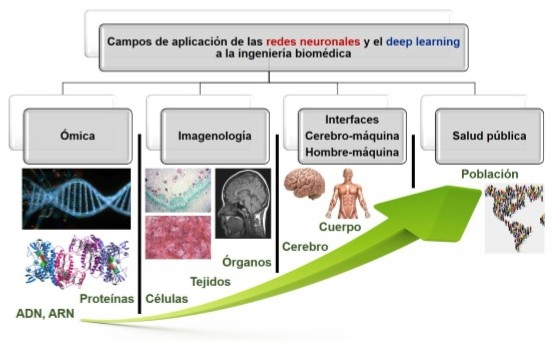 Campos de aplicación de las redes neuronales y el deep learning
a la ingeniería biomédica
Ómica
Imagenología
Interfaces
Cerebro-máquina
Hombre-máquina
Salud pública
Población
Cuerpo
Cerebro
Órganos
Tejidos
Proteínas
Células
ADN, ARN